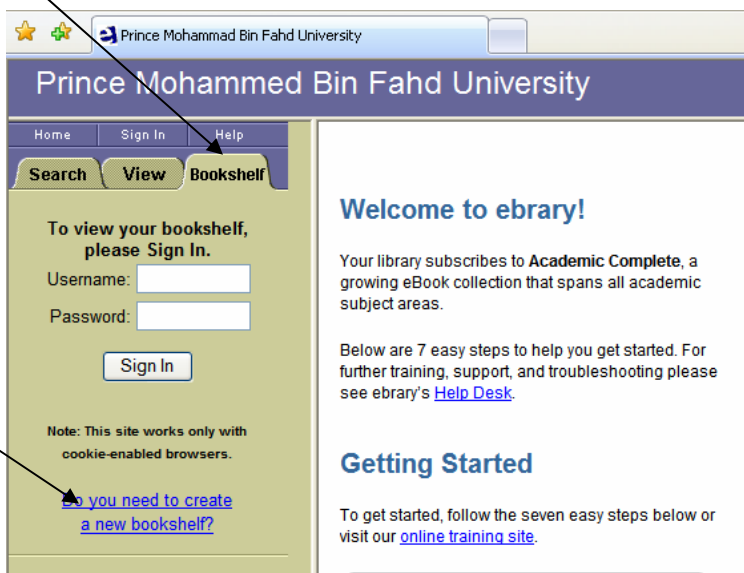 Prince Mohammad Bin Fahd University
Prince Mohammed Bin Fahd University
Home Sign In Help
Search View Bookshelf
To view your bookshelf,
please Sign In.
Username:
Password:
Sign In
Note: This site works only with
cookie-enabled browsers.
Do you need to create
a new bookshelf?
Welcome to ebrary!
Your library subscribes to Academic Complete, a
growing eBook collection that spans all academic
subject areas.
Below are 7 easy steps to help you get started. For
further training, support, and troubleshooting please
see ebrary's Help Desk.
Getting Started
To get started, follow the seven easy steps below or
visit our online training site.